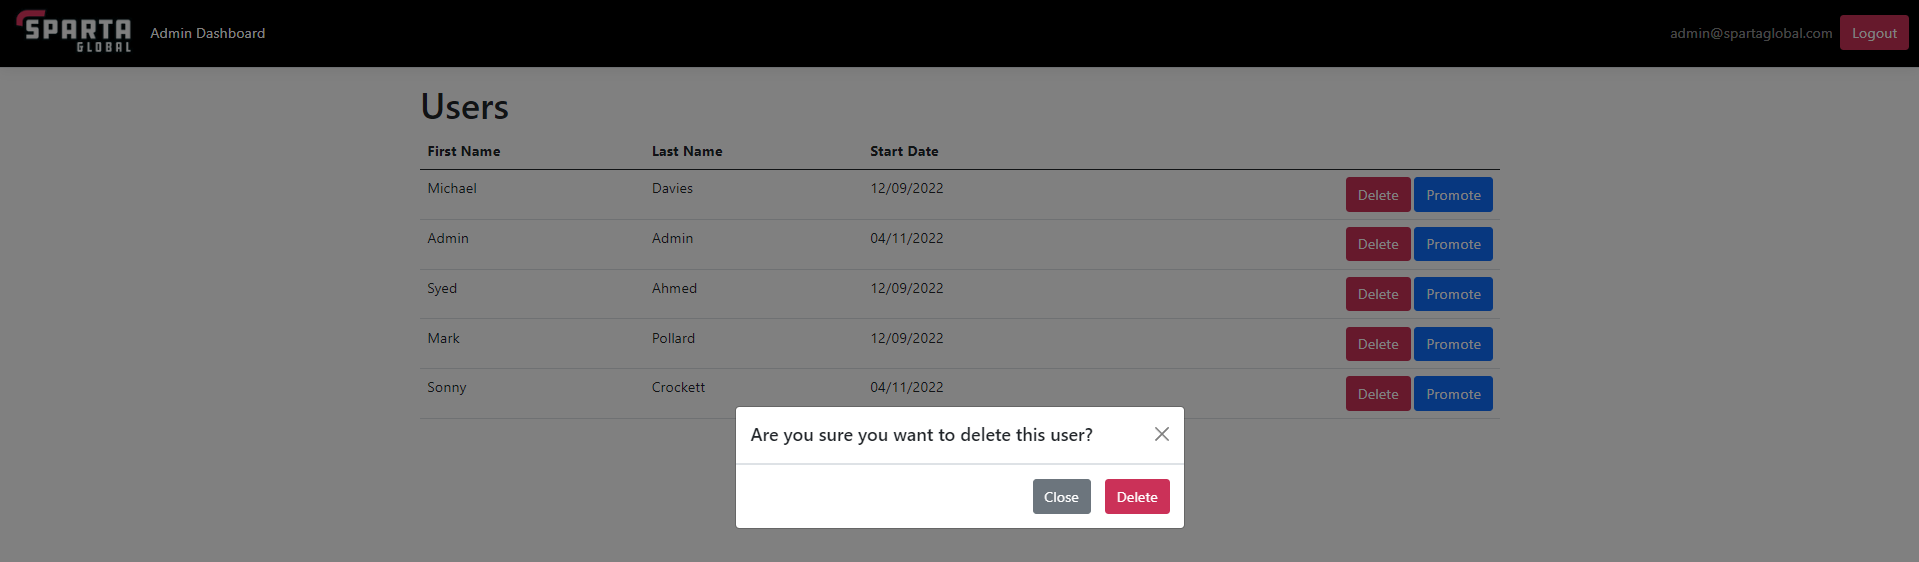 SPARTA
GLOBAL
Admin Dashboard
admin@spartaglobal.com Logout
Users
First Name Last Name Start Date
Michael Davies 12/09/2022 Delete Promote
Admin Admin 04/11/2022 Delete Promote
Syed Ahmed 12/09/2022 Delete Promote
Mark Pollard 12/09/2022 Delete Promote
Sonny Crockett 04/11/2022 Delete Promote
Are you sure you want to delete this user?
Close Delete